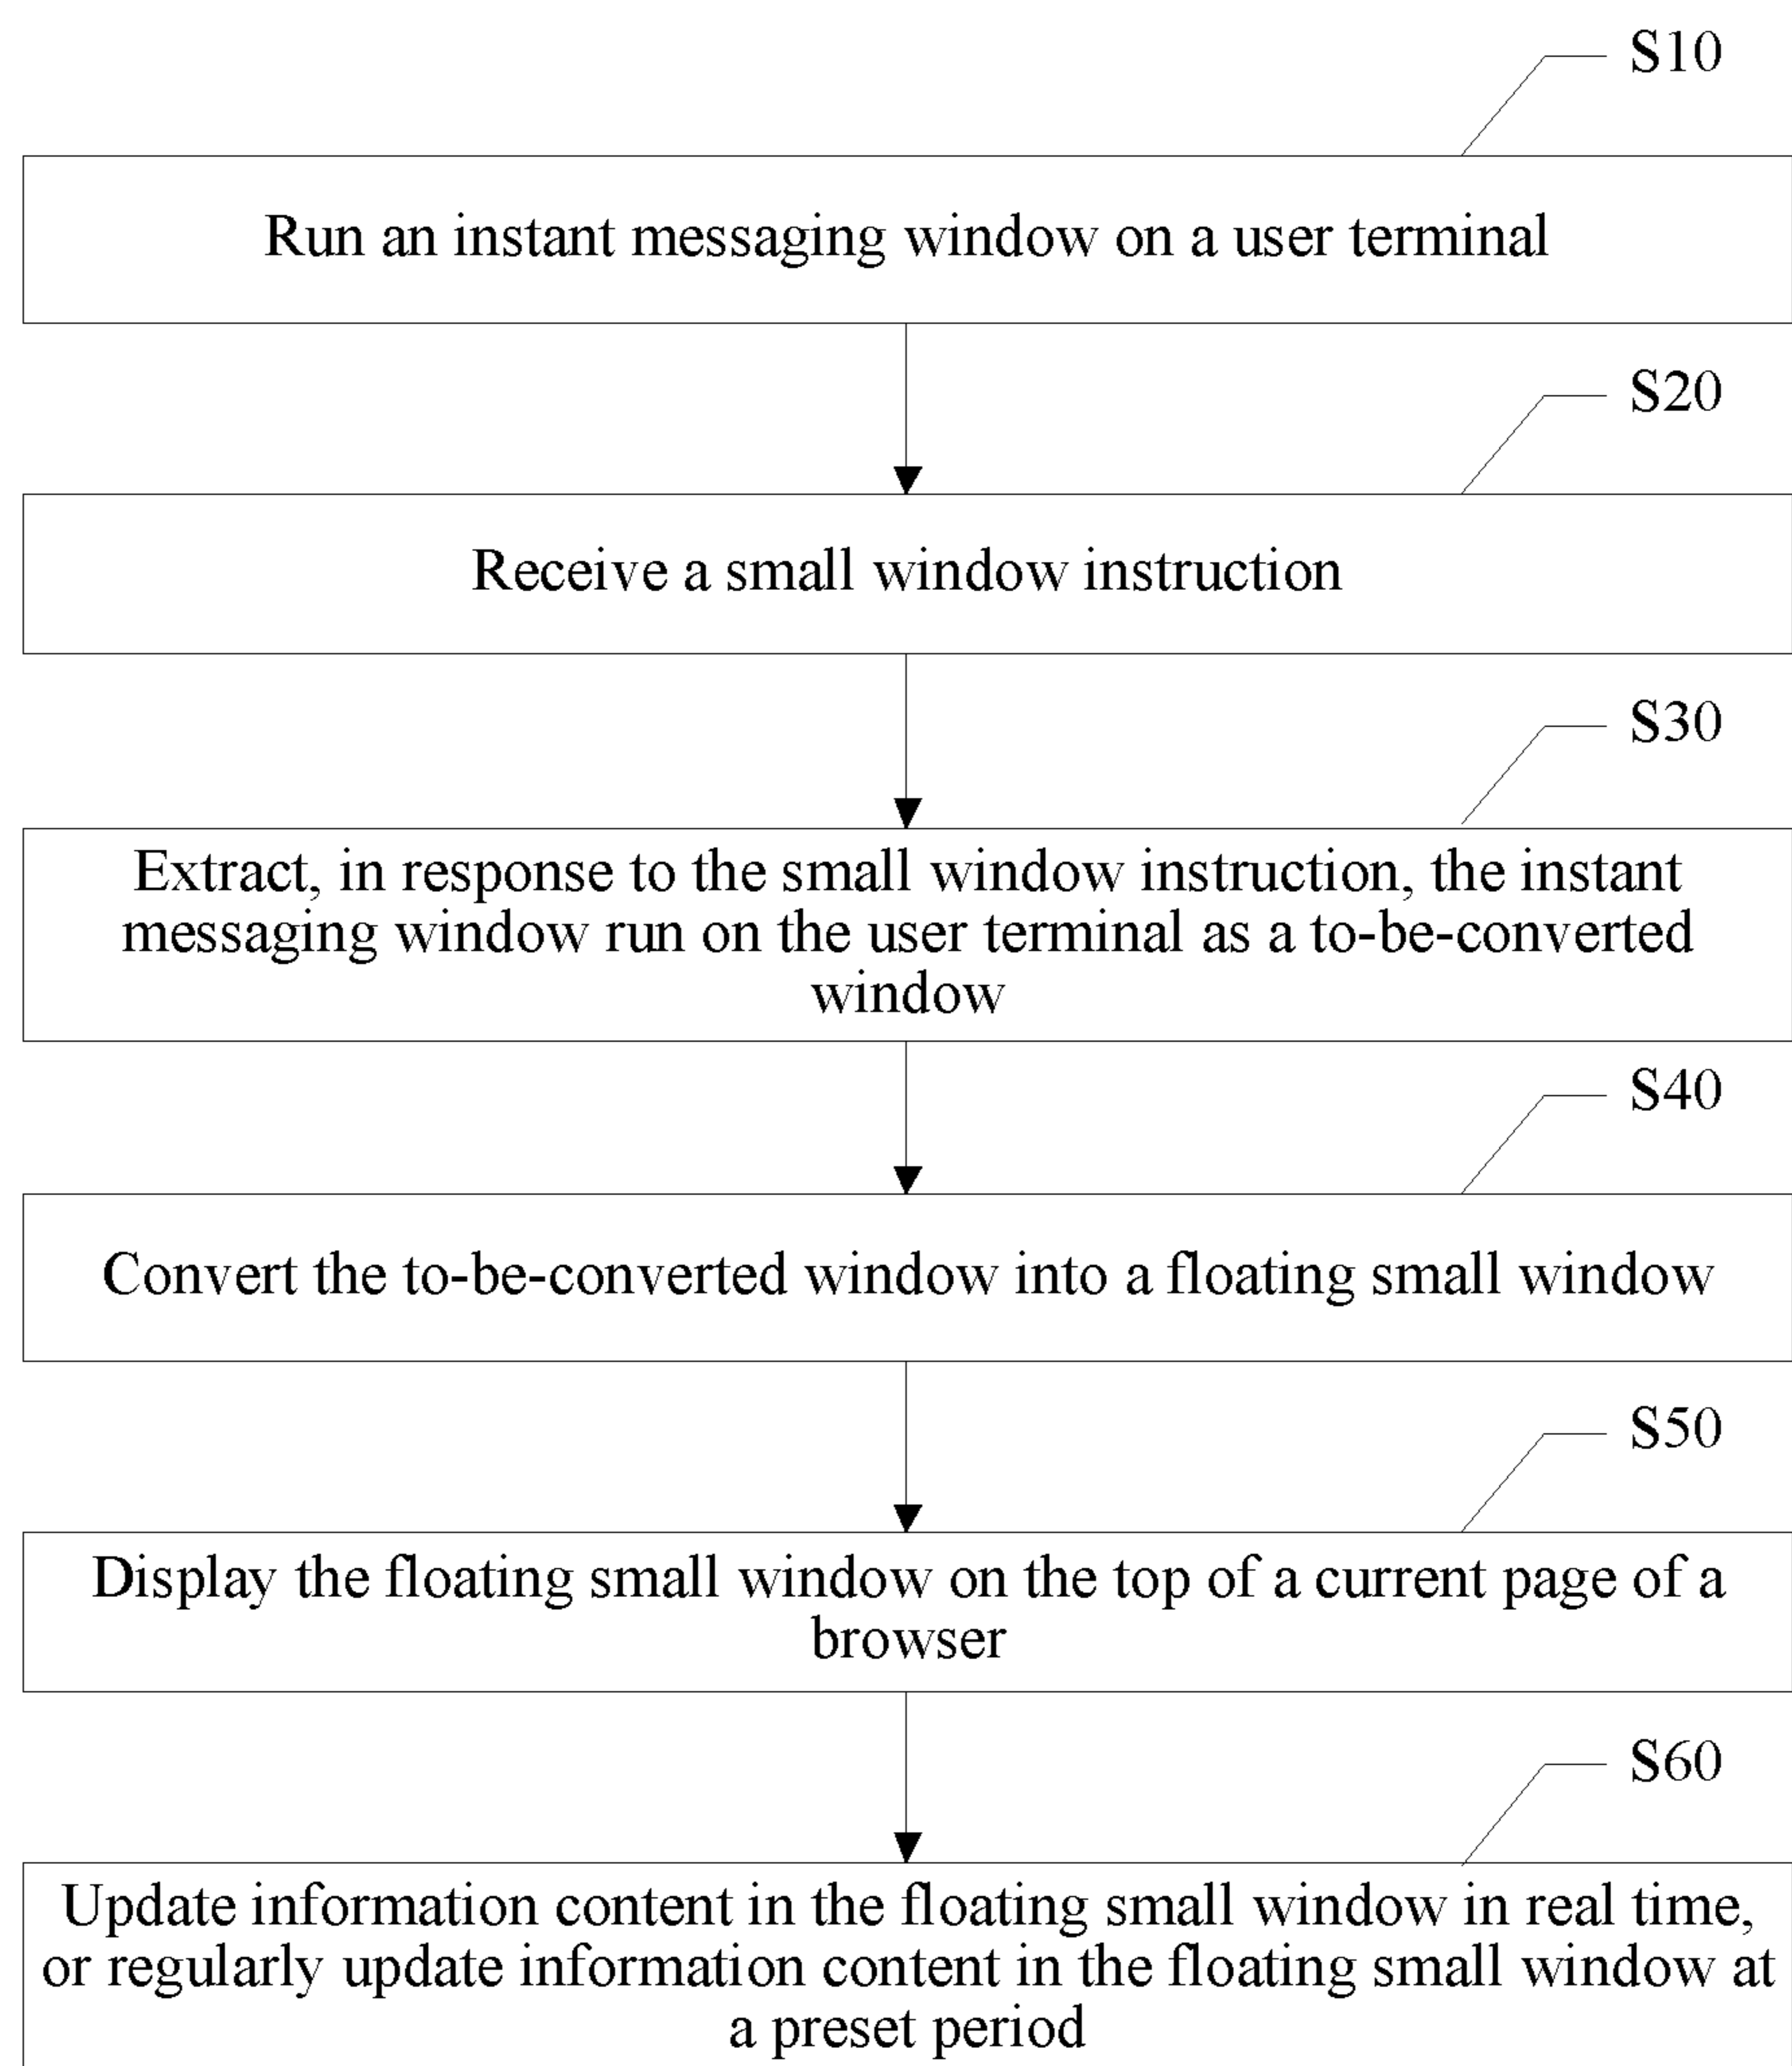 S10
Run an instant messaging window on a user terminal
S20
Receive a small window instruction
S30
Extract, in response to the small window instruction, the instant
messaging window run on the user terminal as a to-be-converted
window
S40
Convert the to-be-converted window into a floating small window
S50
Display the floating small window on the top of a current page of a
browser
S60
Update information content in the floating small window in real time,
or regularly update information content in the floating small window at
a preset period